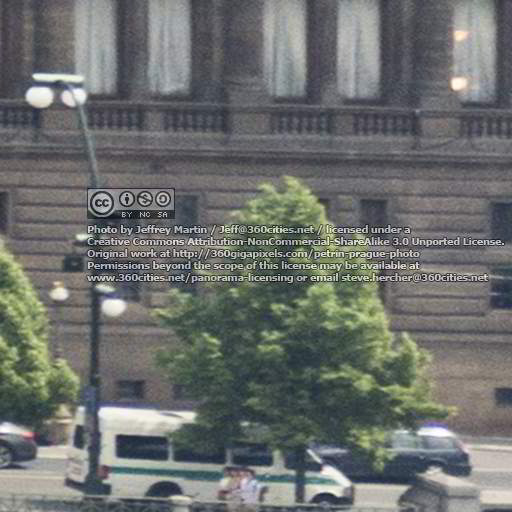 cc
BY NC SA
Photo by Jeffrey Martin / Jeff@360cities.net / licensed under a
Creative Commons Attribution-NonCommercial-ShareAlike 3.0 Unported License.
Original work at http://360gigapixels.com/petrin-prague-photo
Permissions beyond the scope of this license may be available at
www.360cities.net/panorama-licensing or email steve.hercher@360cities.net